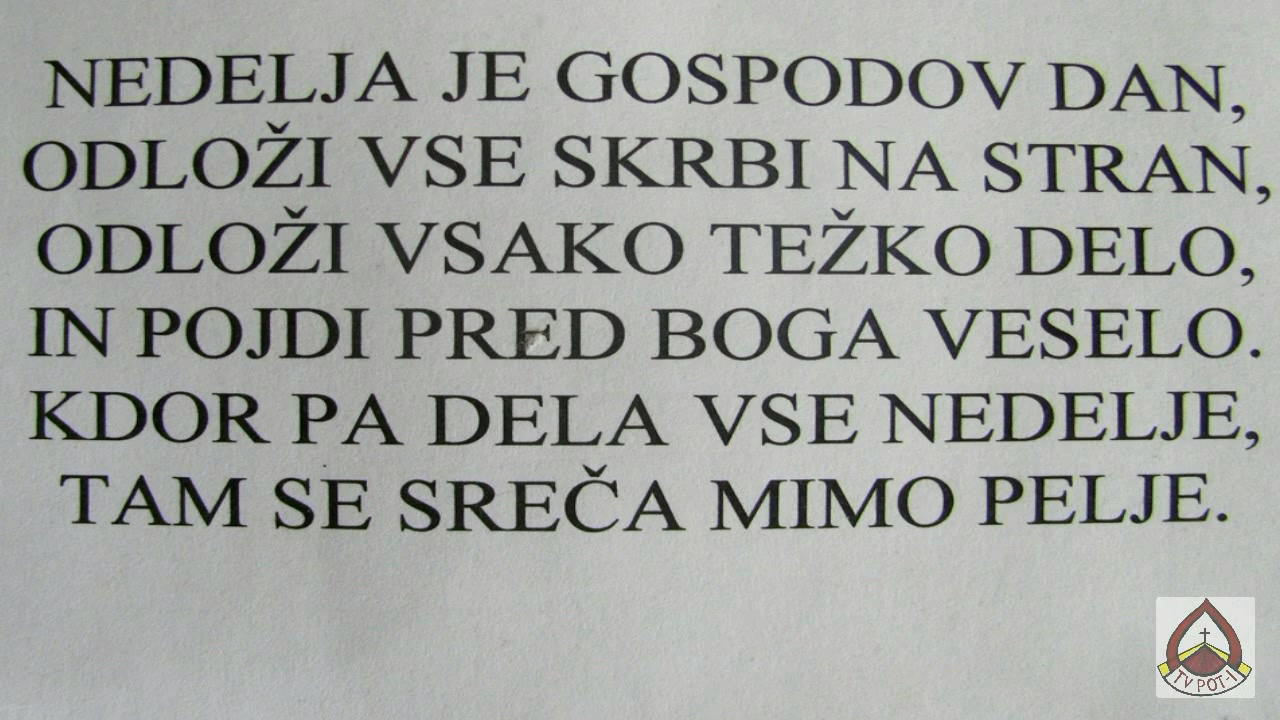 NEDELJA JE GOSPODOV DAN,
ODLOŽI VSE SKRBI NA STRAN,
ODLOŽI VSAKO TEŽKO DELO,
IN POJDI PRED BOGA VESELO.
KDOR PA DELA VSE NEDELJE,
TAM SE SREČA MIMO PELJE.
TV POT-1